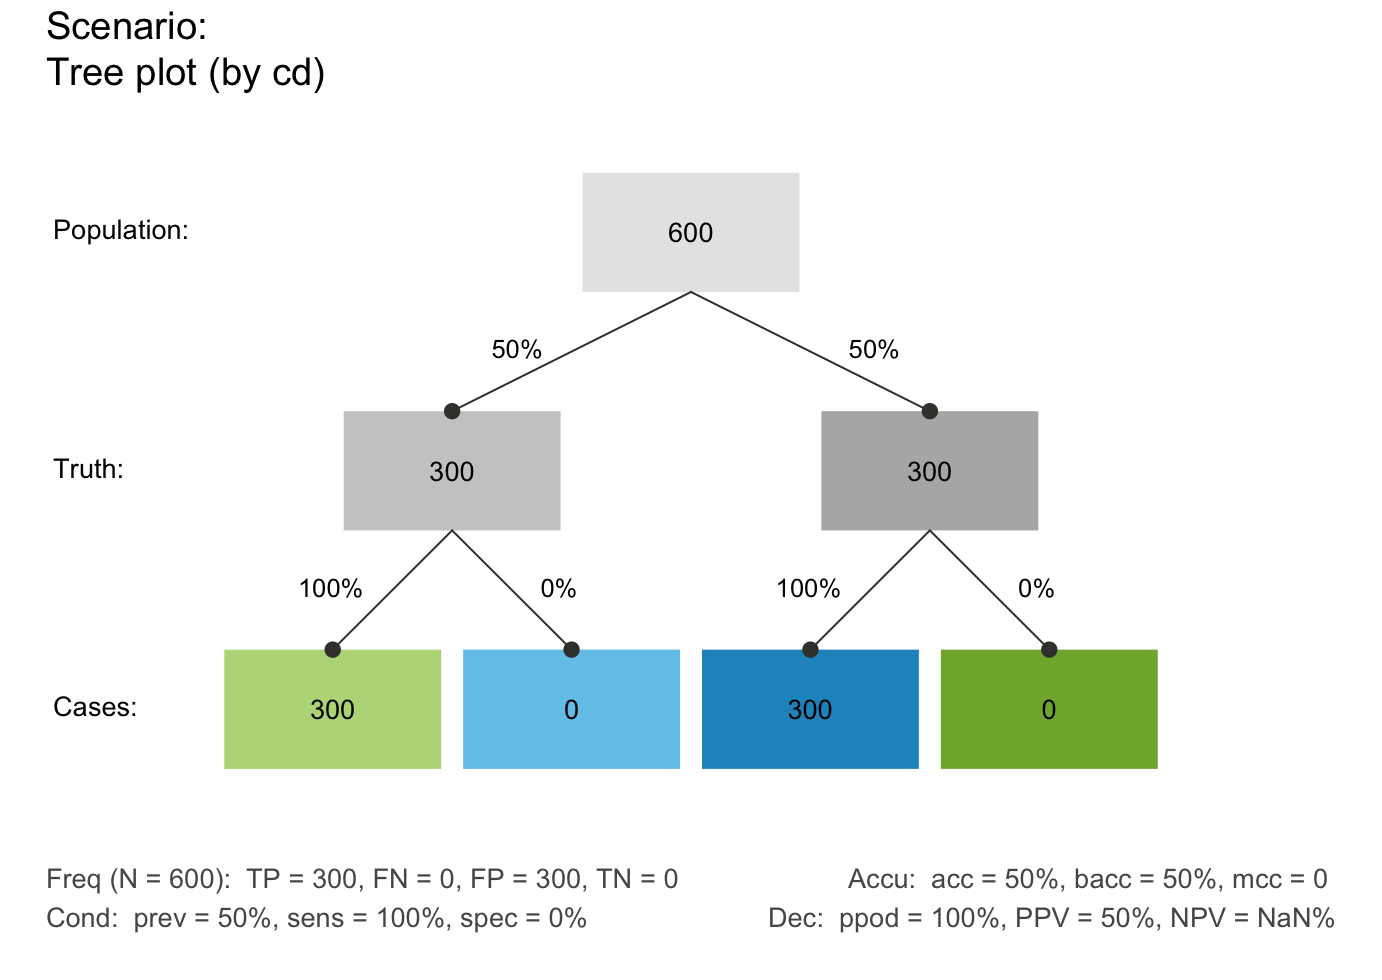 Scenario:
Tree plot (by cd)
Population:
600
50%
50%
Truth:
300
300
100%
0%
100%
0%
Cases:
300
0
300
0
Freq (N = 600):  TP = 300, FN = 0, FP = 300, TN = 0
Accu:  acc = 50%, bacc = 50%, mcc = 0
Cond:  prev = 50%, sens = 100%, spec = 0%
Dec:  ppod = 100%, PPV = 50%, NPV = NaN%